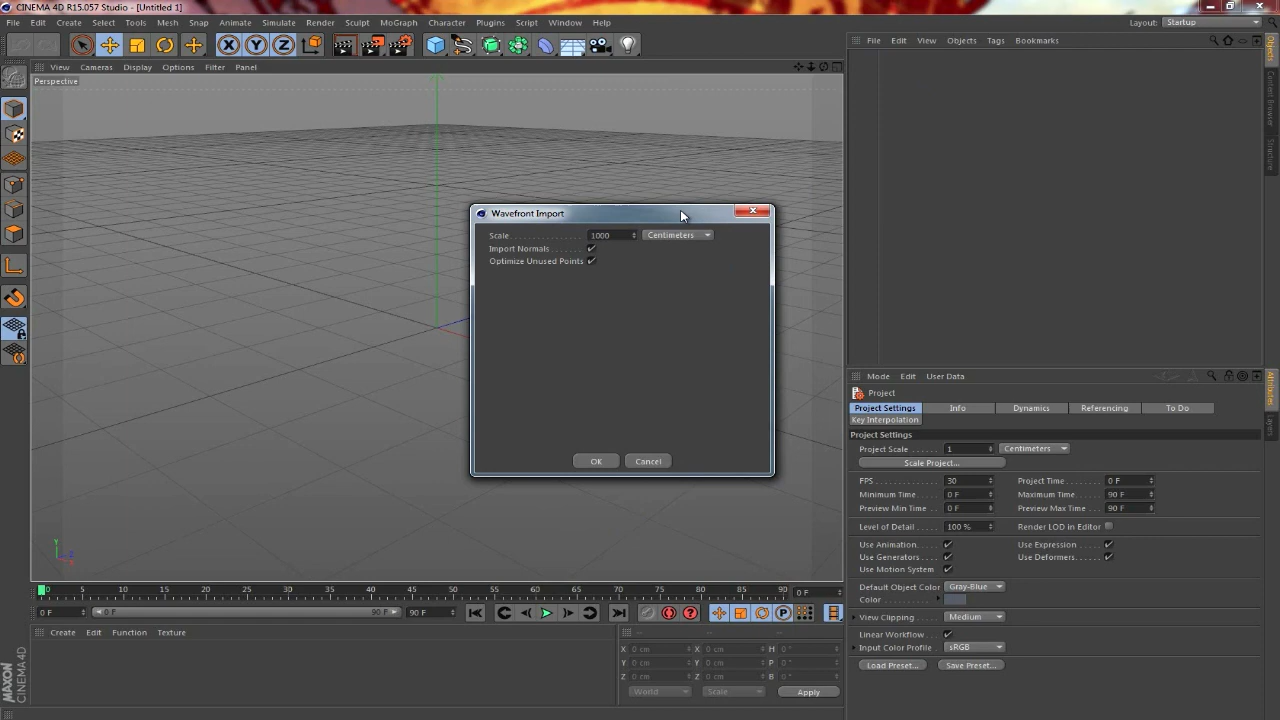 CINEMA 4D R15.057 Studio - [Untitled 1]
File Edit Create Select Tools Mesh Snap Animate Simulate Render Sculpt MoGraph Character Plugins Script Window Help
Layout: Startup
File Edit View Objects Tags Bookmarks
View Cameras Display Options Filter Panel
Perspective
Objects
Content Browser
Structure
Wavefront Import
Scale 1000 Centimeters
Import Normals
Optimize Unused Points
OK Cancel
Mode Edit User Data
Attributes
Layers
Project
Project Settings Info Dynamics Referencing To Do
Key Interpolation
Project Settings
Project Scale 1 Centimeters
Scale Project...
FPS 30 Project Time 0 F
Minimum Time 0 F Maximum Time 90 F
Preview Min Time 0 F Preview Max Time 90 F
Level of Detail 100 % Render LOD in Editor
Use Animation Use Expression
Use Generators Use Deformers
Use Motion System
Default Object Color Gray-Blue
Color
View Clipping Medium
Linear Workflow
Input Color Profile sRGB
Load Preset... Save Preset...
Y Z X
0 5 10 15 20 25 30 35 40 45 50 55 60 65 70 75 80 85 90 0 F
0 F 0 F 90 F 90 F
Create Edit Function Texture
-- -- --
X 0 cm X 0 cm H 0 °
Y 0 cm Y 0 cm P 0 °
Z 0 cm Z 0 cm B 0 °
World Scale Apply
MAXON
CINEMA 4D